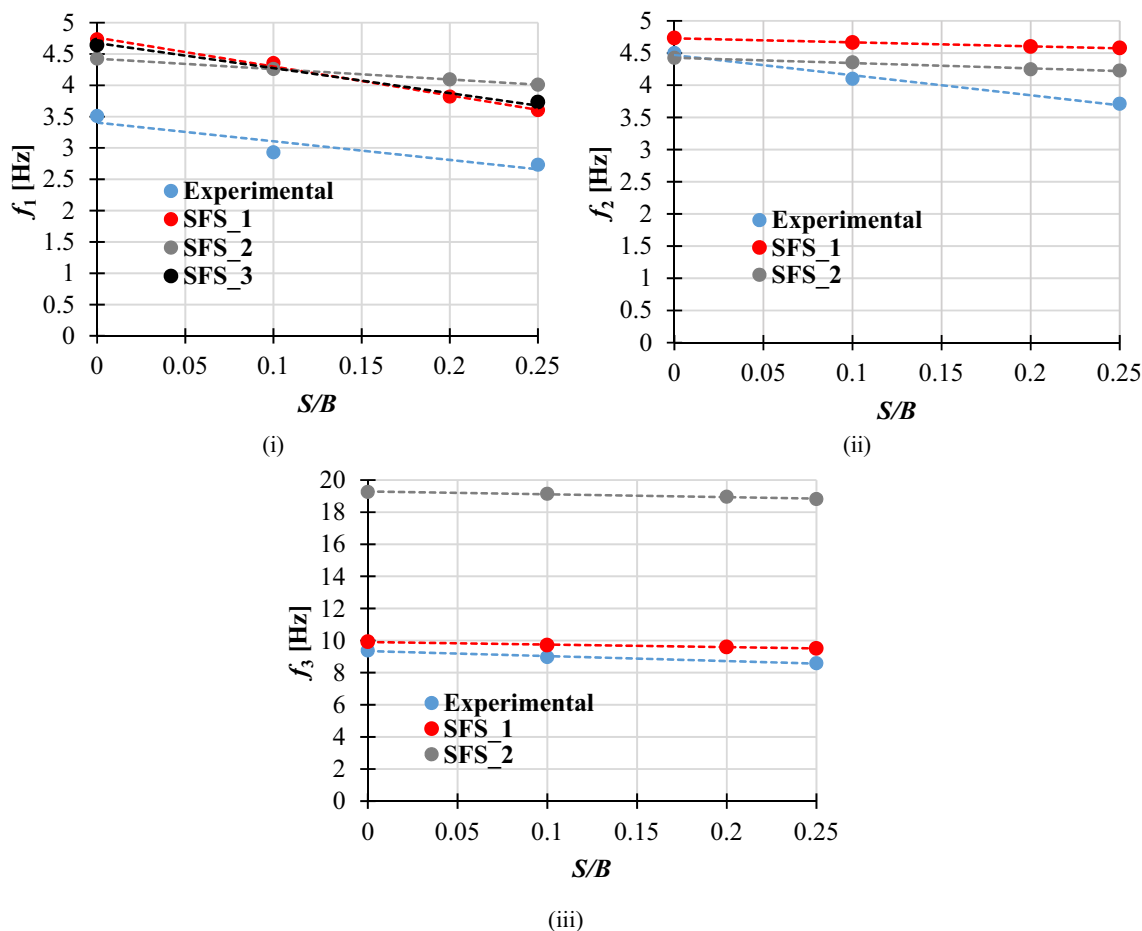 5
4.5
4
3.5
3
2.5
2
1.5
1
0.5
0
f1 [Hz]
Experimental
SFS_1
SFS_2
SFS_3
0 0.05 0.1 0.15 0.2 0.25
S/B
(i)
5
4.5
4
3.5
3
2.5
2
1.5
1
0.5
0
f2 [Hz]
Experimental
SFS_1
SFS_2
0 0.05 0.1 0.15 0.2 0.25
S/B
(ii)
20
18
16
14
12
10
8
6
4
2
0
f3 [Hz]
Experimental
SFS_1
SFS_2
0 0.05 0.1 0.15 0.2 0.25
S/B
(iii)